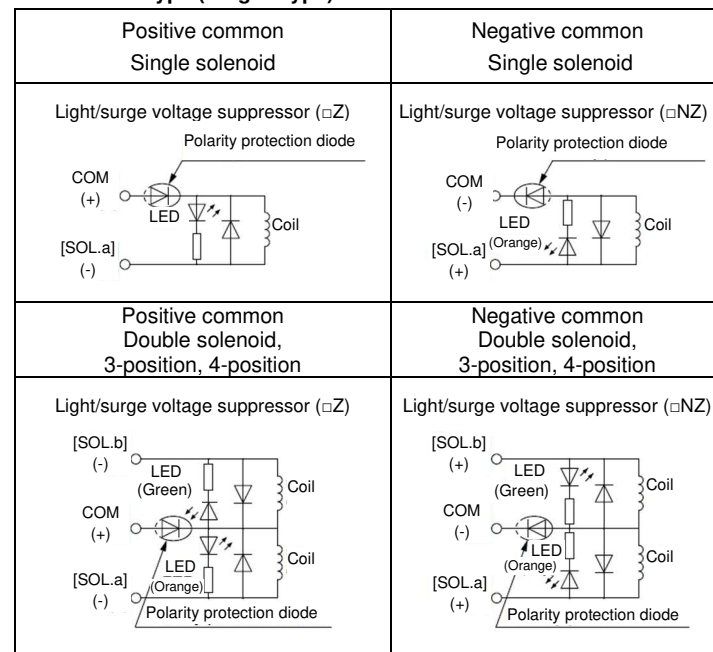 Positive common
Single solenoid
Negative common
Single solenoid
Light/surge voltage suppressor (□Z)
Polarity protection diode
COM
(+)
LED
Coil
[SOL.a]
(-)
Light/surge voltage suppressor (□NZ)
Polarity protection diode
COM
(-)
LED
(Orange)
Coil
[SOL.a]
(+)
Positive common
Double solenoid,
3-position, 4-position
Negative common
Double solenoid,
3-position, 4-position
Light/surge voltage suppressor (□Z)
[SOL.b]
(-)
LED
(Green)
Coil
COM
(+)
LED
(Orange)
Coil
[SOL.a]
(-)
Polarity protection diode
Light/surge voltage suppressor (□NZ)
[SOL.b]
(+)
LED
(Green)
Coil
COM
(-)
LED
(Orange)
Coil
[SOL.a]
(+)
Polarity protection diode